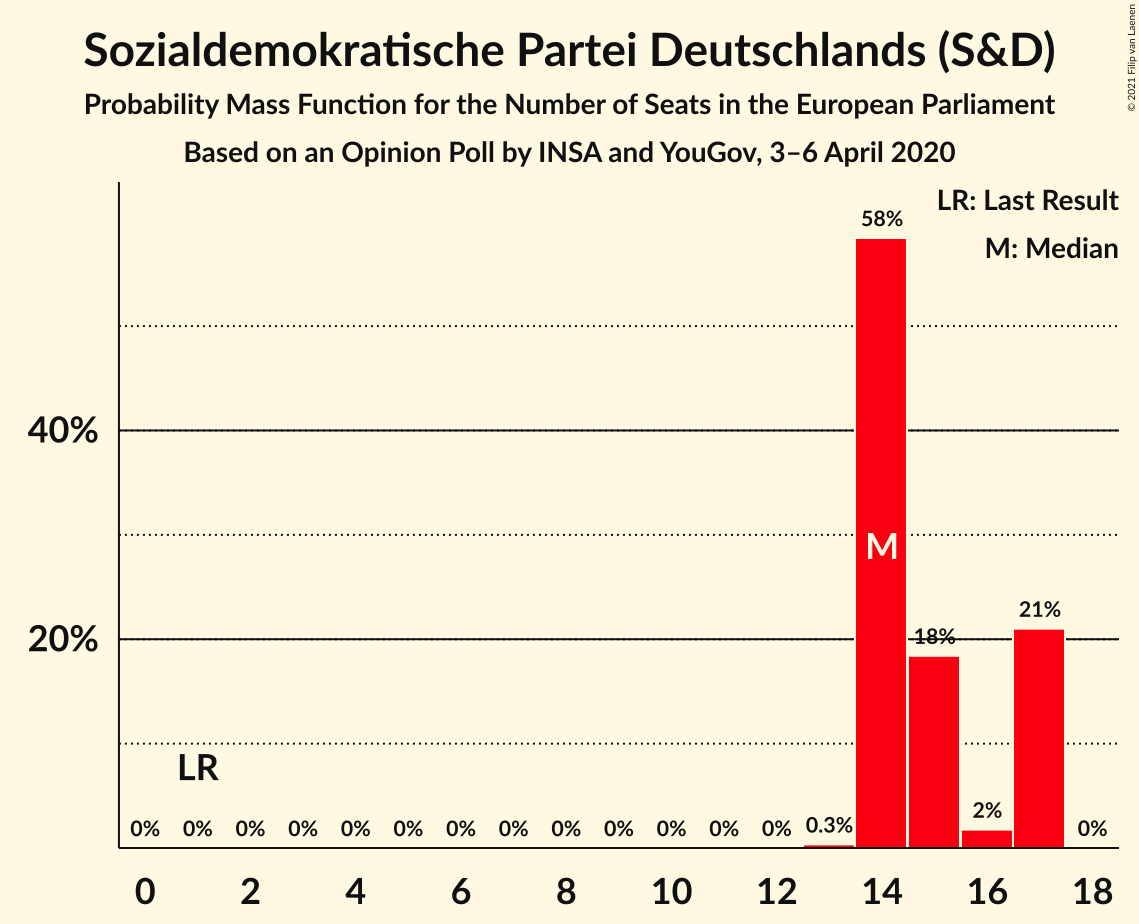 Sozialdemokratische Partei Deutschlands (S&D)
Probability Mass Function for the Number of Seats in the European Parliament
Based on an Opinion Poll by INSA and YouGov, 3–6 April 2020
© 2021 Filip van Laenen
LR: Last Result
M: Median
58%
40%
M
21%
20%
18%
LR
0% 0% 0% 0% 0% 0% 0% 0% 0% 0% 0% 0% 0% 0.3% 2% 0%
0 2 4 6 8 10 12 14 16 18